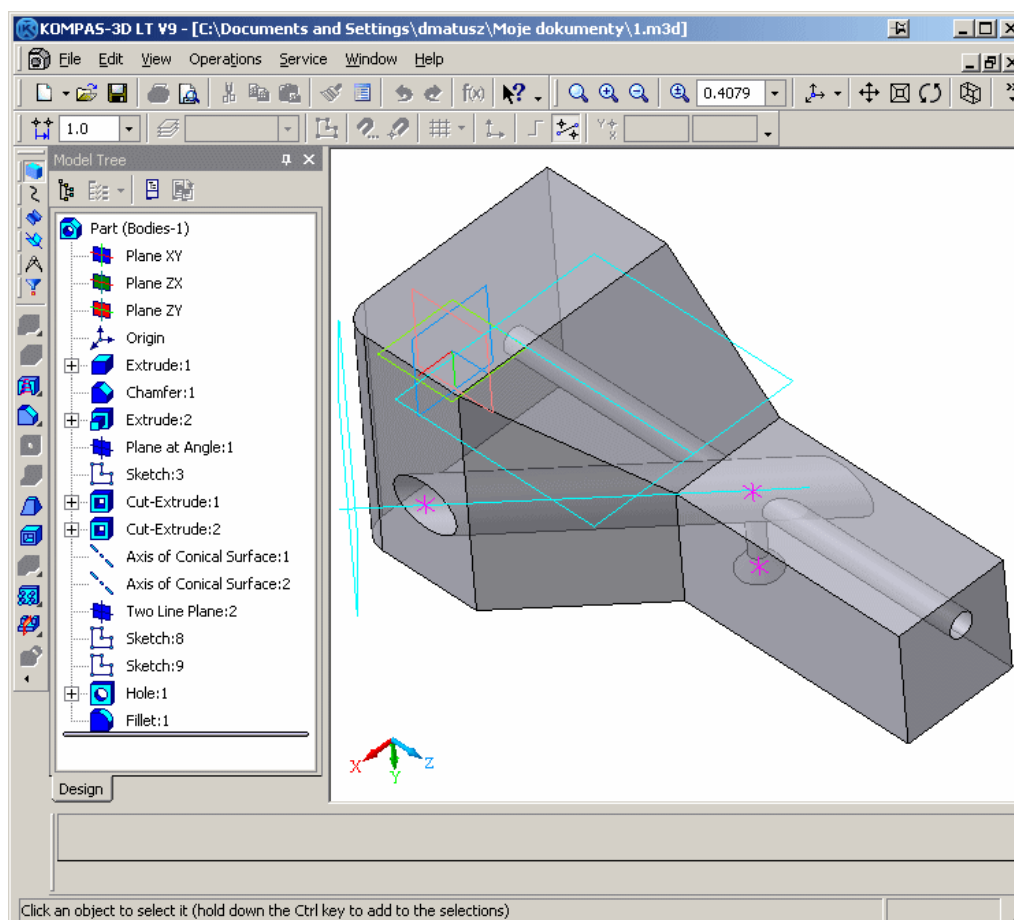 KOMPAS-3D LT V9 - [C:\Documents and Settings\dmatusz\Moje dokumenty\1.m3d]
File Edit View Operations Service Window Help
f(x) 0.4079
1.0
Model Tree
Part (Bodies-1)
Plane XY
Plane ZX
Plane ZY
Origin
Extrude:1
Chamfer:1
Extrude:2
Plane at Angle:1
Sketch:3
Cut-Extrude:1
Cut-Extrude:2
Axis of Conical Surface:1
Axis of Conical Surface:2
Two Line Plane:2
Sketch:8
Sketch:9
Hole:1
Fillet:1
X Y Z
Design
Click an object to select it (hold down the Ctrl key to add to the selections)